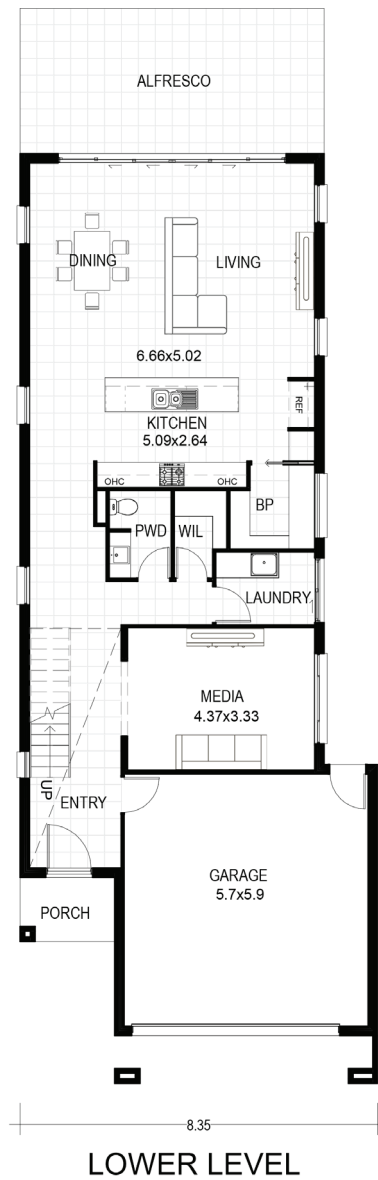 ALFRESCO
DINING
LIVING
6.66x5.02
REF
KITCHEN
5.09x2.64
OHC
OHC
BP
PWD
WIL
LAUNDRY
MEDIA
4.37x3.33
UP
ENTRY
GARAGE
5.7x5.9
PORCH
8.35
LOWER LEVEL